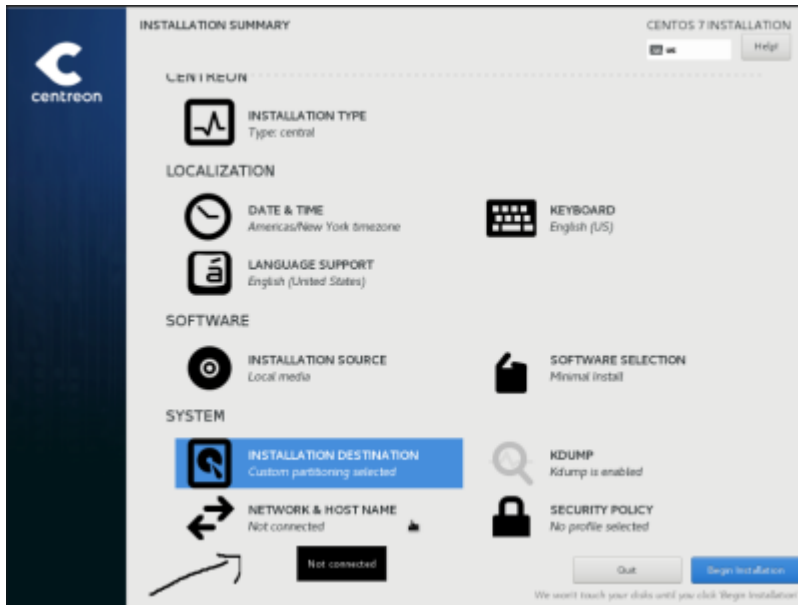 INSTALLATION SUMMARY
CENTOS 7 INSTALLATION
us
Help!
centreon
CENTREON
INSTALLATION TYPE
Type: central
LOCALIZATION
DATE & TIME
Americas/New York timezone
KEYBOARD
English (US)
LANGUAGE SUPPORT
English (United States)
SOFTWARE
INSTALLATION SOURCE
Local media
SOFTWARE SELECTION
Minimal Install
SYSTEM
INSTALLATION DESTINATION
Custom partitioning selected
KDUMP
Kdump is enabled
NETWORK & HOST NAME
Not connected
SECURITY POLICY
No profile selected
Not connected
Quit
Begin Installation
We won't touch your disks until you click 'Begin Installation'